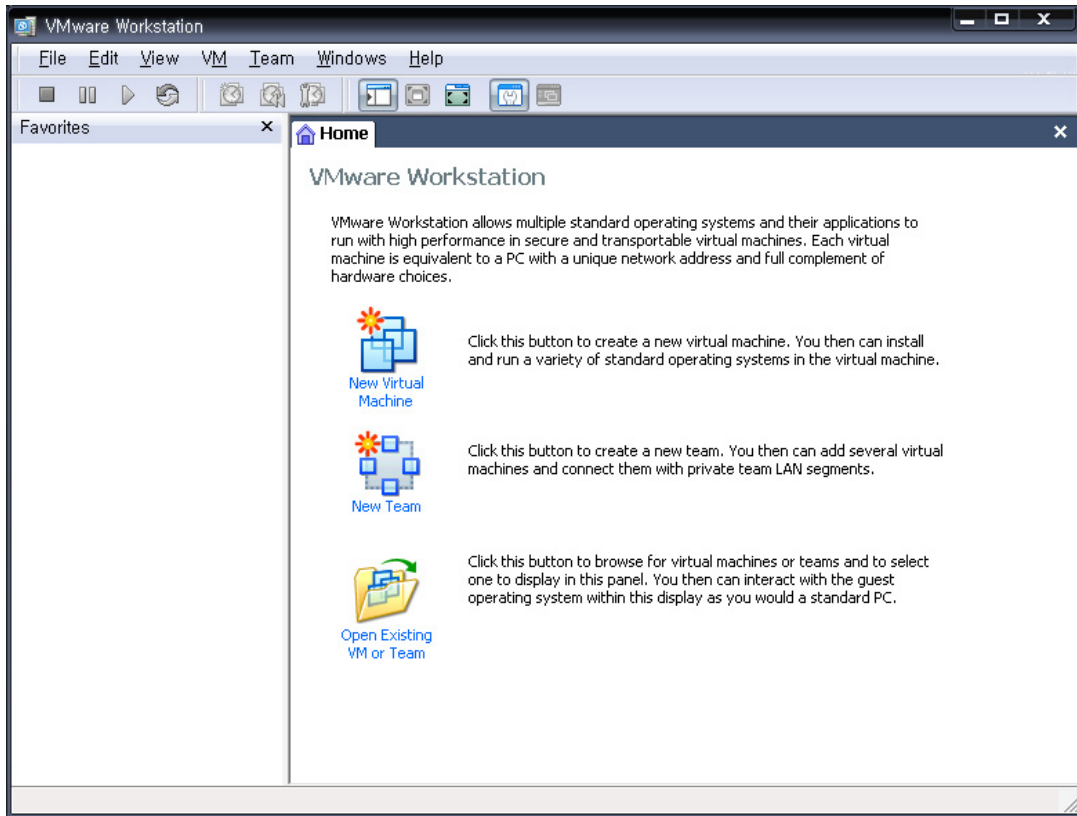 VMware Workstation
File Edit View VM Team Windows Help
Favorites
Home
VMware Workstation
VMware Workstation allows multiple standard operating systems and their applications to
run with high performance in secure and transportable virtual machines. Each virtual
machine is equivalent to a PC with a unique network address and full complement of
hardware choices.
New Virtual
Machine
Click this button to create a new virtual machine. You then can install
and run a variety of standard operating systems in the virtual machine.
New Team
Click this button to create a new team. You then can add several virtual
machines and connect them with private team LAN segments.
Open Existing
VM or Team
Click this button to browse for virtual machines or teams and to select
one to display in this panel. You then can interact with the guest
operating system within this display as you would a standard PC.